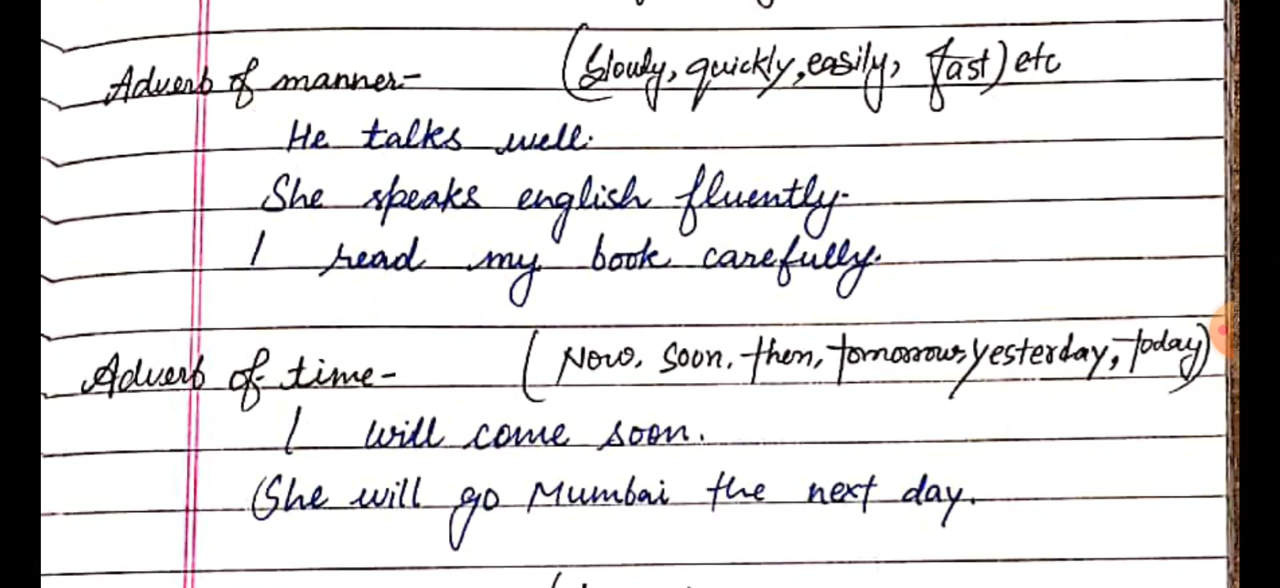 Adverb of manner- (Slowly, quickly, easily, fast) etc
He talks well.
She speaks english fluently.
I read my book carefully.
Adverb of time- (Now, soon, then, tomorrow, yesterday, today)
I will come soon.
She will go Mumbai the next day.